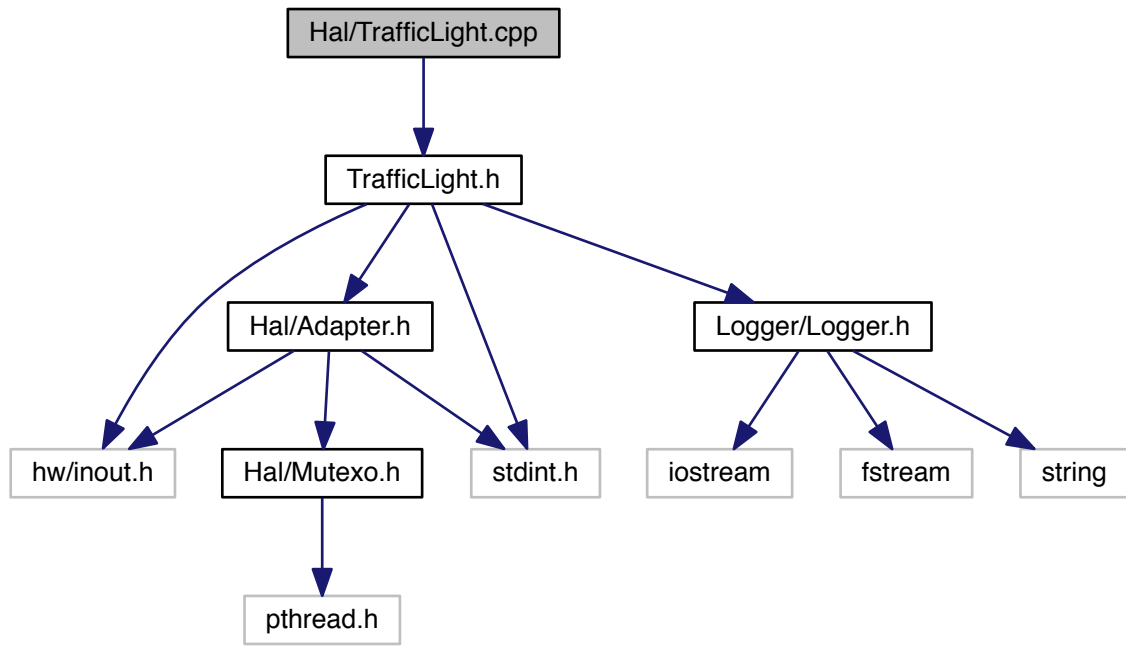 Hal/TrafficLight.cpp
TrafficLight.h
Hal/Adapter.h
Logger/Logger.h
hw/inout.h
Hal/Mutexo.h
stdint.h
iostream
fstream
string
pthread.h